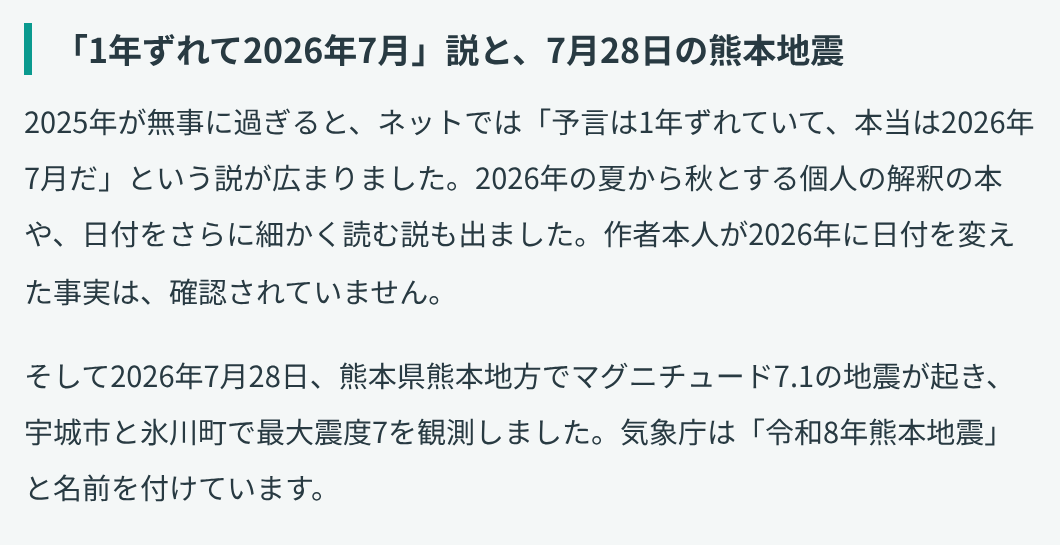 「1年ずれて2026年7月」説と、7月28日の熊本地震
2025年が無事に過ぎると、ネットでは「予言は1年ずれていて、本当は2026年
7月だ」という説が広まりました。2026年の夏から秋とする個人の解釈の本
や、日付をさらに細かく読む説も出ました。作者本人が2026年に日付を変え
た事実は、確認されていません。
そして2026年7月28日、熊本県熊本地方でマグニチュード7.1の地震が起き、
宇城市と氷川町で最大震度7を観測しました。気象庁は「令和8年熊本地震」
と名前を付けています。